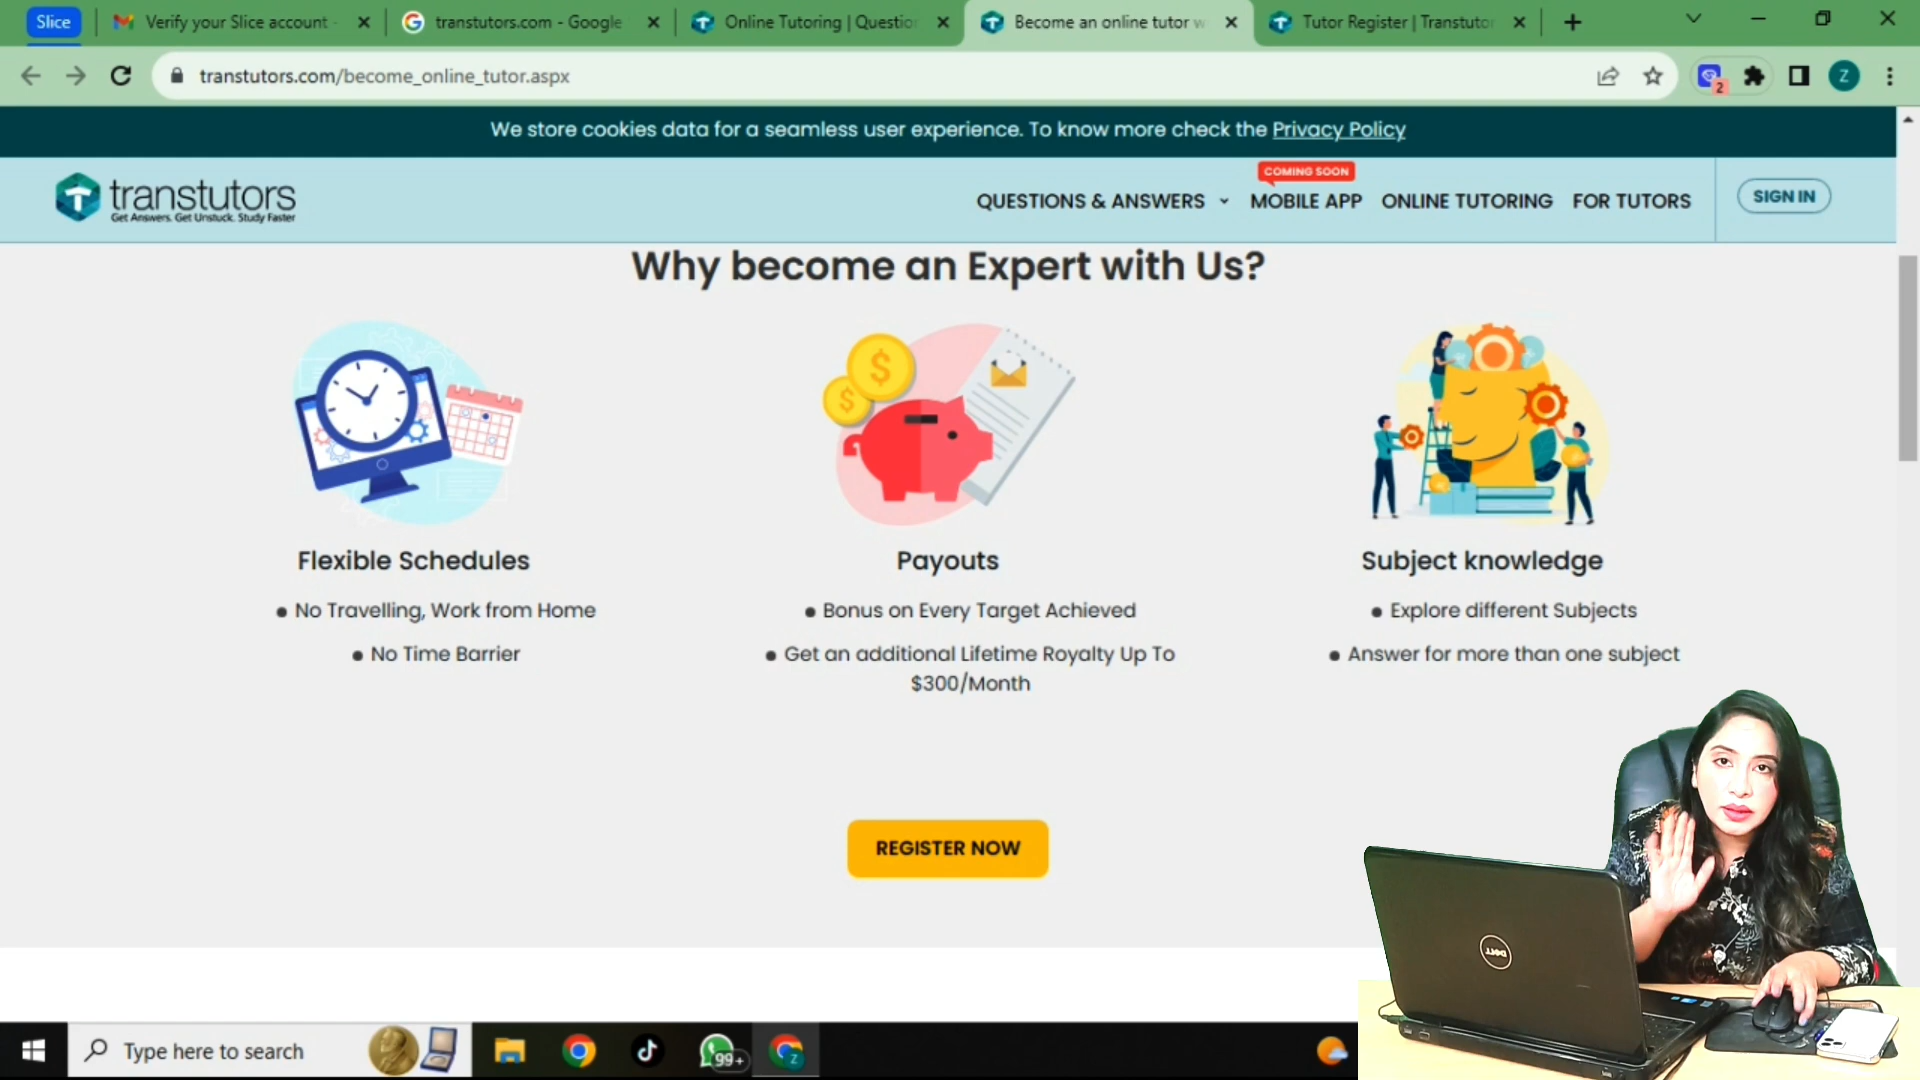 Slice
Verify your Slice account -
transtutors.com - Google
Online Tutoring | Questio
Become an online tutor w
Tutor Register | Transtutor
transtutors.com/become_online_tutor.aspx
2
Z
We store cookies data for a seamless user experience. To know more check the Privacy Policy
transtutors
Get Answers. Get Unstuck. Study Faster
QUESTIONS & ANSWERS
COMING SOON
MOBILE APP
ONLINE TUTORING
FOR TUTORS
SIGN IN
Why become an Expert with Us?
Flexible Schedules
• No Travelling, Work from Home
• No Time Barrier
Payouts
• Bonus on Every Target Achieved
• Get an additional Lifetime Royalty Up To
$300/Month
Subject knowledge
• Explore different Subjects
• Answer for more than one subject
REGISTER NOW
DELL
Type here to search
99+